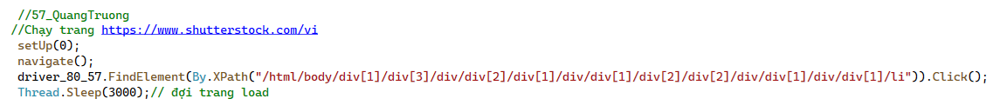 //57_QuangTruong
//Chạy trang https://www.shutterstock.com/vi
setUp(0);
navigate();
driver_80_57.FindElement(By.XPath("/html/body/div[1]/div[3]/div/div[2]/div[1]/div/div[1]/div[2]/div[2]/div/div[1]/div/div[1]/li")).Click();
Thread.Sleep(3000);// đợi trang load